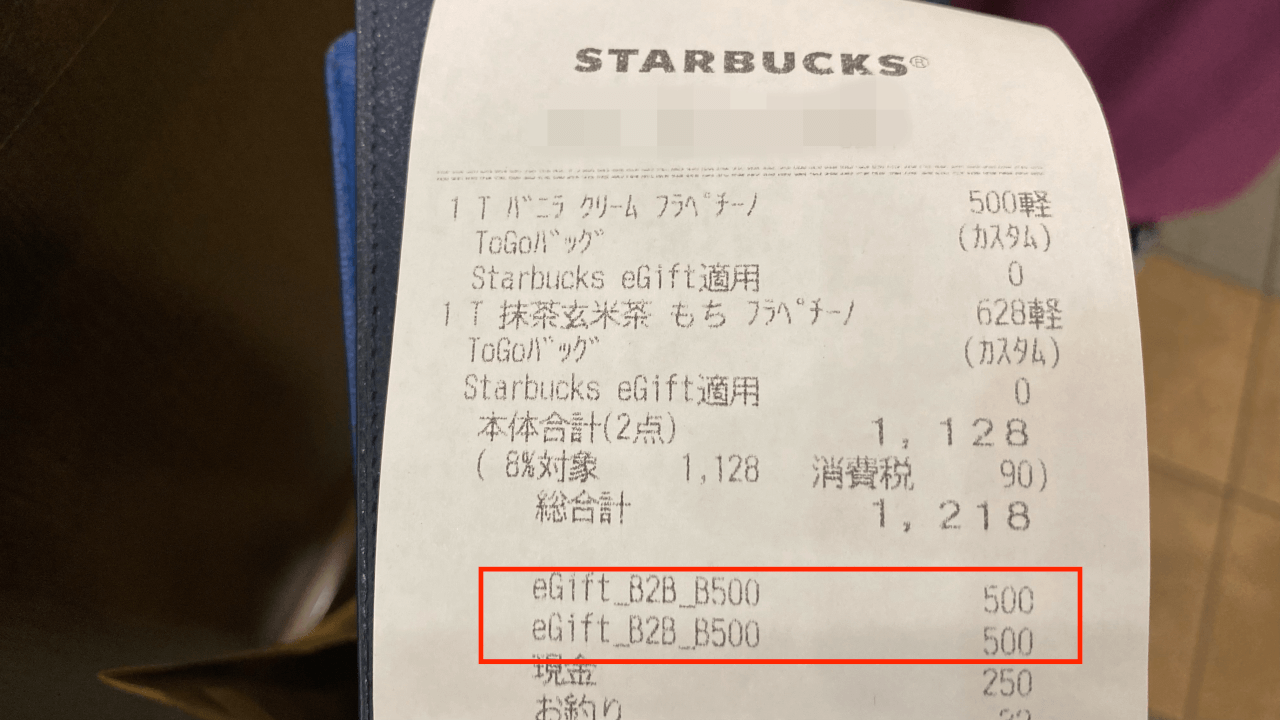 STARBUCKS®
1 T ﾊﾞﾆﾗ ｸﾘｰﾑ ﾌﾗﾍﾟﾁｰﾉ 500軽
ToGoﾊﾞｯｸﾞ (ｶｽﾀﾑ)
Starbucks eGift適用 0
1 T 抹茶玄米茶 もち ﾌﾗﾍﾟﾁｰﾉ 628軽
ToGoﾊﾞｯｸﾞ (ｶｽﾀﾑ)
Starbucks eGift適用 0
本体合計(2点) 1,128
( 8%対象 1,128 消費税 90)
総合計 1,218
eGift_B2B_B500 500
eGift_B2B_B500 500
現金 250
お釣り